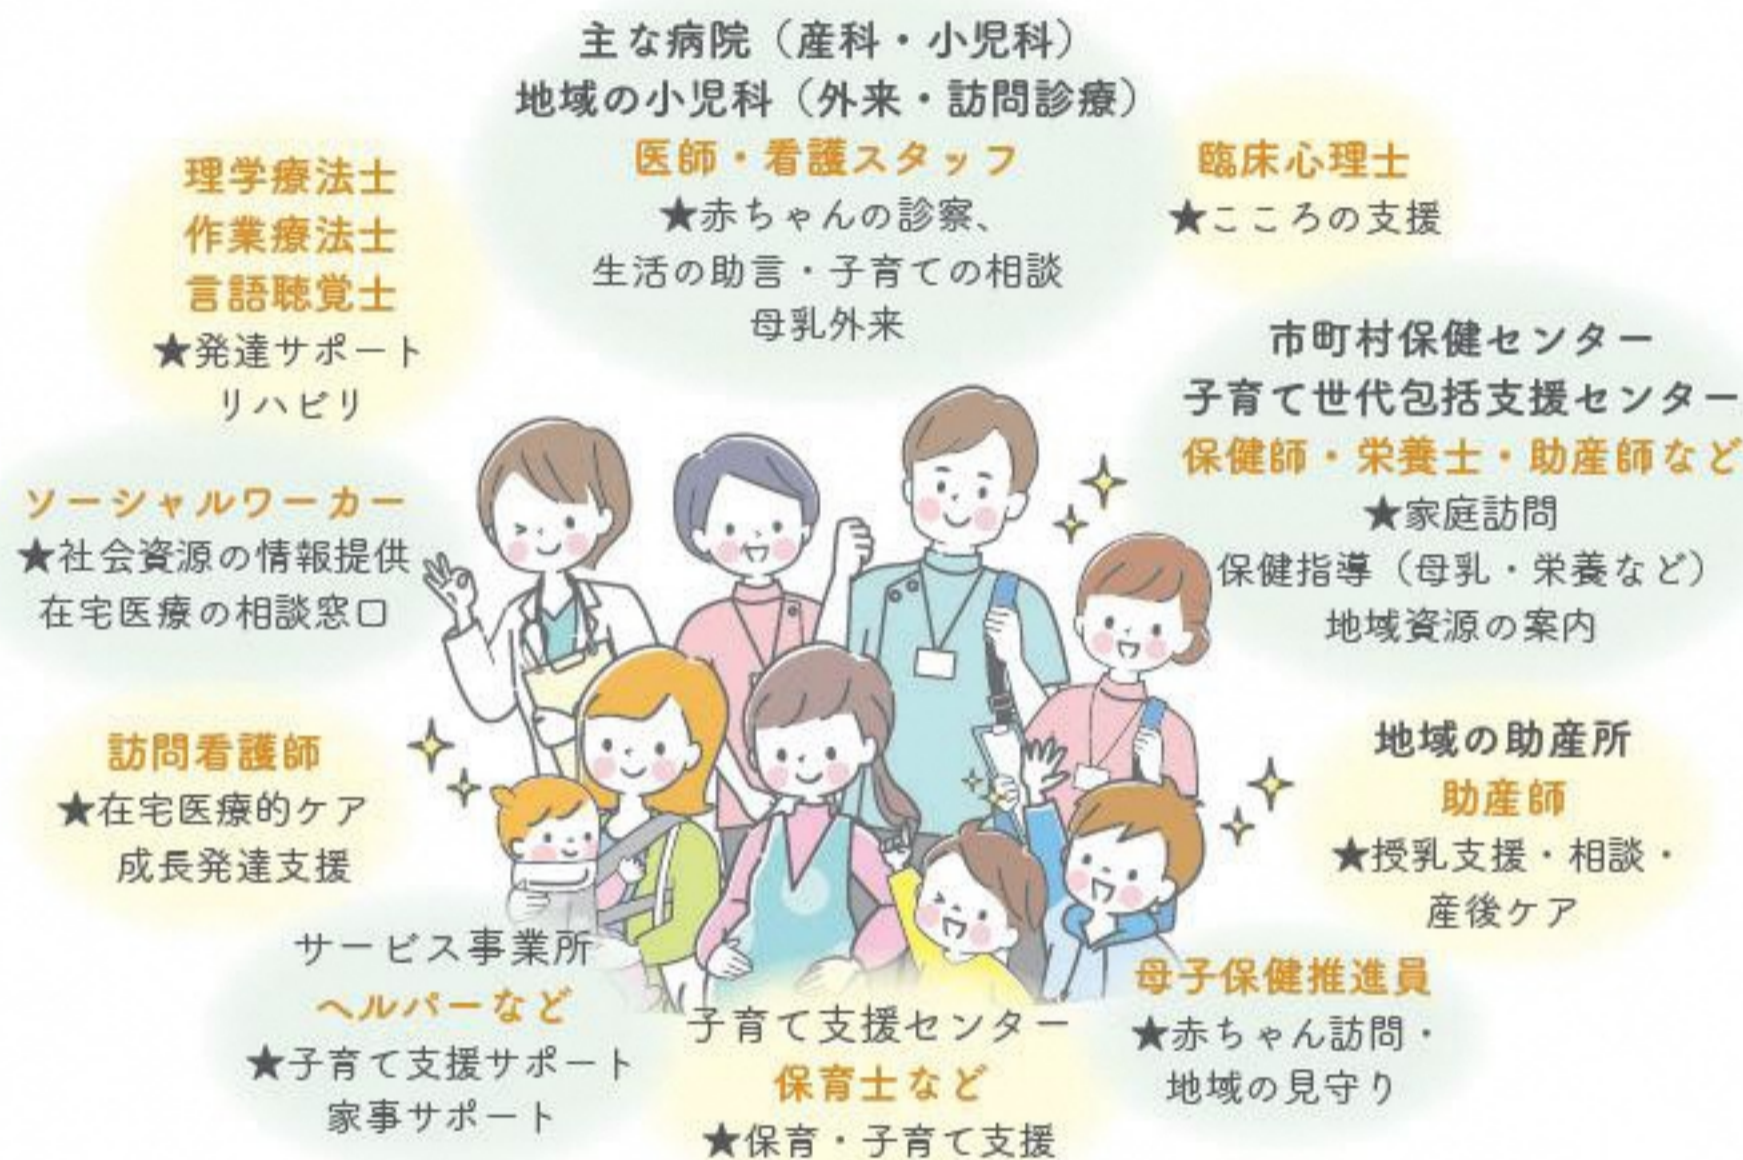 主な病院（産科・小児科）
地域の小児科（外来・訪問診療）
医師・看護スタッフ
★赤ちゃんの診察、
生活の助言・子育ての相談
母乳外来
臨床心理士
★こころの支援
市町村保健センター
子育て世代包括支援センター
保健師・栄養士・助産師など
★家庭訪問
保健指導（母乳・栄養など）
地域資源の案内
地域の助産所
助産師
★授乳支援・相談・
産後ケア
母子保健推進員
★赤ちゃん訪問・
地域の見守り
子育て支援センター
保育士など
★保育・子育て支援
サービス事業所
ヘルパーなど
★子育て支援サポート
家事サポート
訪問看護師
★在宅医療的ケア
成長発達支援
ソーシャルワーカー
★社会資源の情報提供
在宅医療の相談窓口
理学療法士
作業療法士
言語聴覚士
★発達サポート
リハビリ